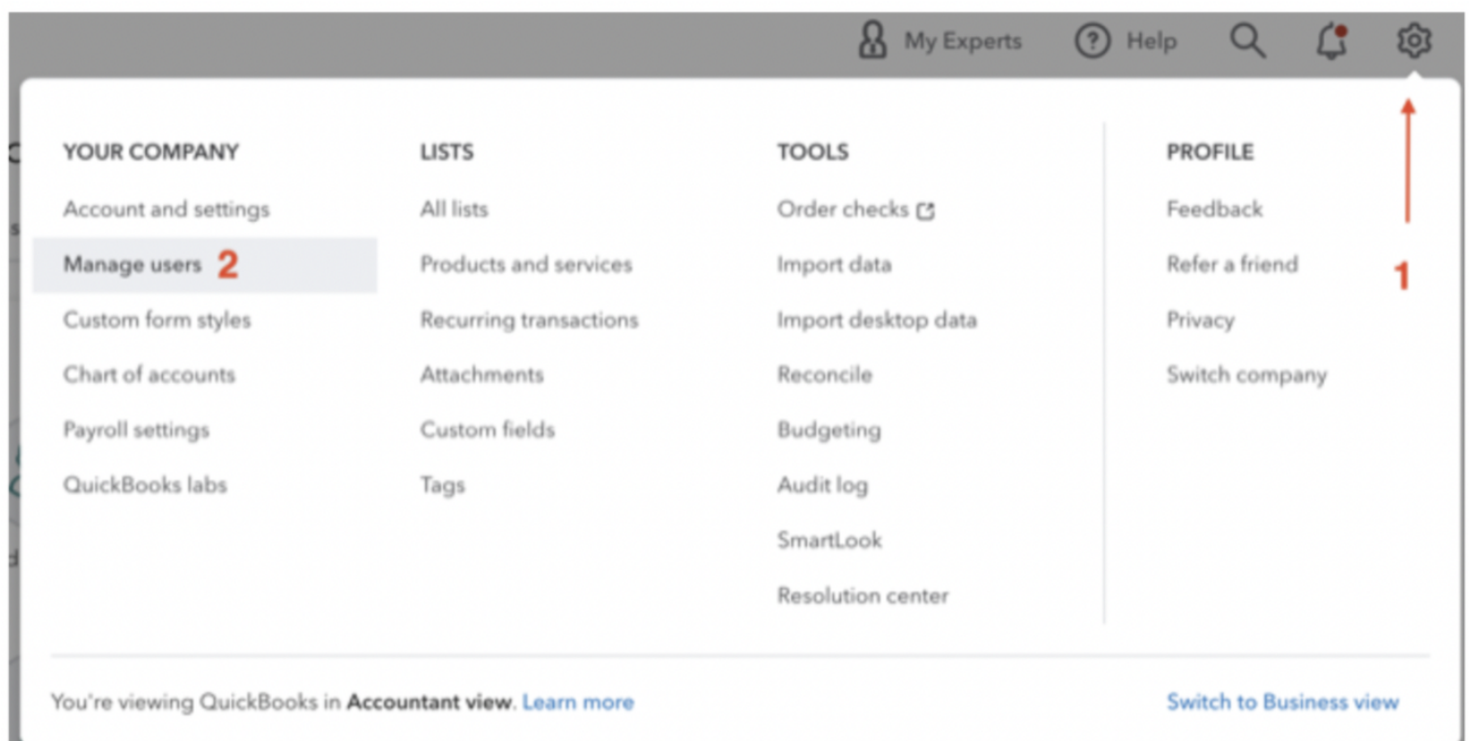 My Experts Help
YOUR COMPANY
Account and settings
Manage users 2
Custom form styles
Chart of accounts
Payroll settings
QuickBooks labs
LISTS
All lists
Products and services
Recurring transactions
Attachments
Custom fields
Tags
TOOLS
Order checks
Import data
Import desktop data
Reconcile
Budgeting
Audit log
SmartLook
Resolution center
PROFILE
Feedback
Refer a friend
Privacy
Switch company
1
You're viewing QuickBooks in Accountant view. Learn more
Switch to Business view